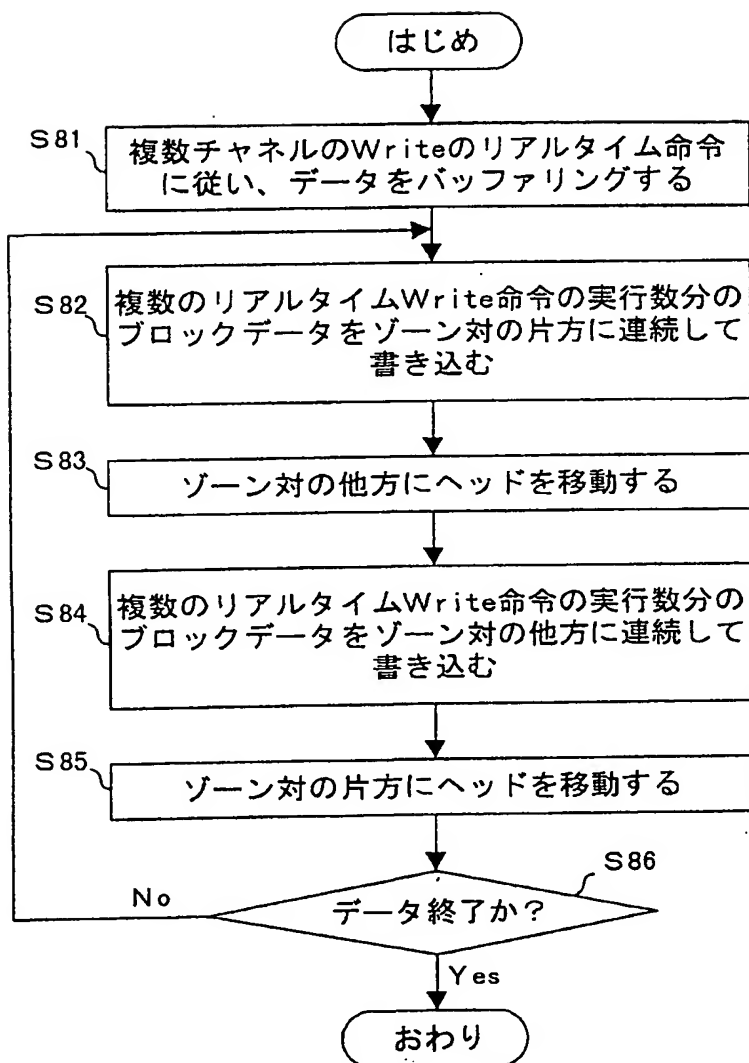 はじめ
S81
複数チャネルのWriteのリアルタイム命令
に従い、データをバッファリングする
S82
複数のリアルタイムWrite命令の実行数分の
ブロックデータをゾーン対の片方に連続して
書き込む
S83
ゾーン対の他方にヘッドを移動する
S84
複数のリアルタイムWrite命令の実行数分の
ブロックデータをゾーン対の他方に連続して
書き込む
S85
ゾーン対の片方にヘッドを移動する
S86
No
データ終了か?
Yes
おわり